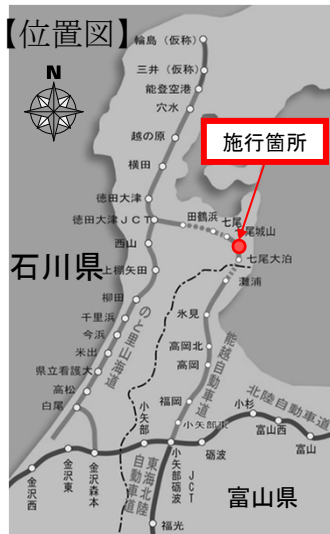 【位置図】
輪島（仮称）
N
三井（仮称）
能登空港
穴水
越の原
施行箇所
横田
徳田大津
徳田大津JCT
田鶴浜
七尾
七尾城山
西山
七尾大泊
石川県
上棚矢田
灘浦
柳田
氷見
千里浜
のと里山海道
今浜
高岡北
能越自動車道
米出
高岡
県立看護大
高松
福岡
北陸自動車道
白尾
小杉
小矢部
小矢部東
富山西
富山
砺波
金沢西
金沢東
金沢森本
東海北陸自動車道
小矢部砺波JCT
富山県
福光